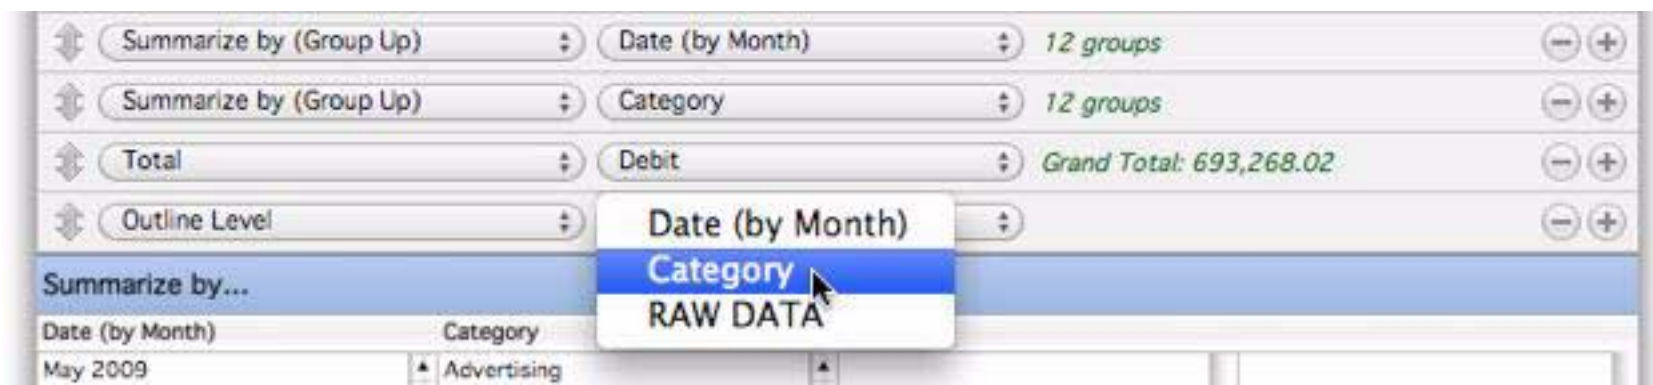 Summarize by (Group Up) Date (by Month) 12 groups
Summarize by (Group Up) Category 12 groups
Total Debit Grand Total: 693,268.02
Outline Level Date (by Month)
Category
RAW DATA
Summarize by...
Date (by Month) Category
May 2009 Advertising